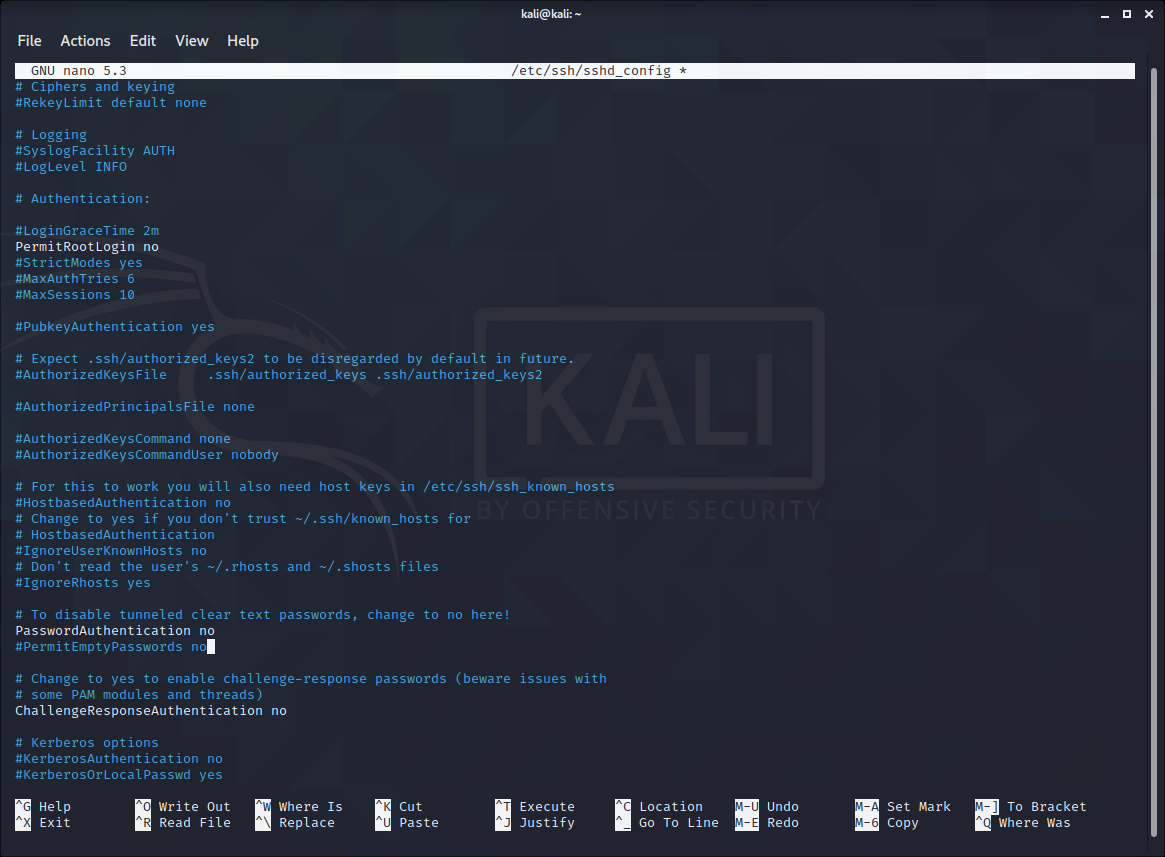 kali@kali: ~
File Actions Edit View Help
GNU nano 5.3 /etc/ssh/sshd_config *
# Ciphers and keying
#RekeyLimit default none
# Logging
#SyslogFacility AUTH
#LogLevel INFO
# Authentication:
#LoginGraceTime 2m
PermitRootLogin no
#StrictModes yes
#MaxAuthTries 6
#MaxSessions 10
#PubkeyAuthentication yes
# Expect .ssh/authorized_keys2 to be disregarded by default in future.
#AuthorizedKeysFile     .ssh/authorized_keys .ssh/authorized_keys2
#AuthorizedPrincipalsFile none
#AuthorizedKeysCommand none
#AuthorizedKeysCommandUser nobody
KALI
# For this to work you will also need host keys in /etc/ssh/ssh_known_hosts
#HostbasedAuthentication no
BY OFFENSIVE SECURITY
# Change to yes if you don't trust ~/.ssh/known_hosts for
# HostbasedAuthentication
#IgnoreUserKnownHosts no
# Don't read the user's ~/.rhosts and ~/.shosts files
#IgnoreRhosts yes
# To disable tunneled clear text passwords, change to no here!
PasswordAuthentication no
#PermitEmptyPasswords no
# Change to yes to enable challenge-response passwords (beware issues with
# some PAM modules and threads)
ChallengeResponseAuthentication no
# Kerberos options
#KerberosAuthentication no
#KerberosOrLocalPasswd yes
^G Help ^O Write Out ^W Where Is ^K Cut ^T Execute ^C Location M-U Undo M-A Set Mark M-] To Bracket
^X Exit ^R Read File ^\ Replace ^U Paste ^J Justify ^_ Go To Line M-E Redo M-6 Copy ^Q Where Was